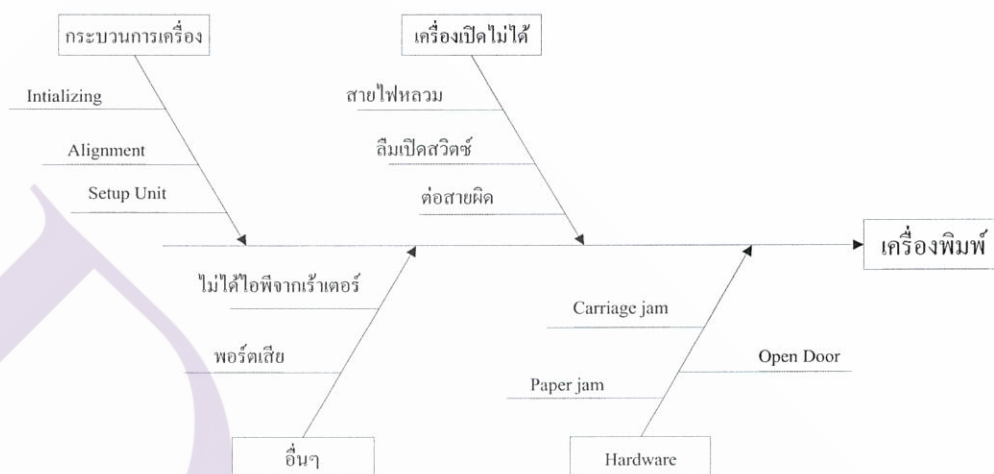 กระบวนการเครื่อง
เครื่องเปิดไม่ได้
Intializing
Alignment
Setup Unit
สายไฟหลวม
ลืมเปิดสวิตซ์
ต่อสายผิด
เครื่องพิมพ์
ไม่ได้ไอพีจากเร้าเตอร์
พอร์ตเสีย
Carriage jam
Open Door
Paper jam
อื่นๆ
Hardware